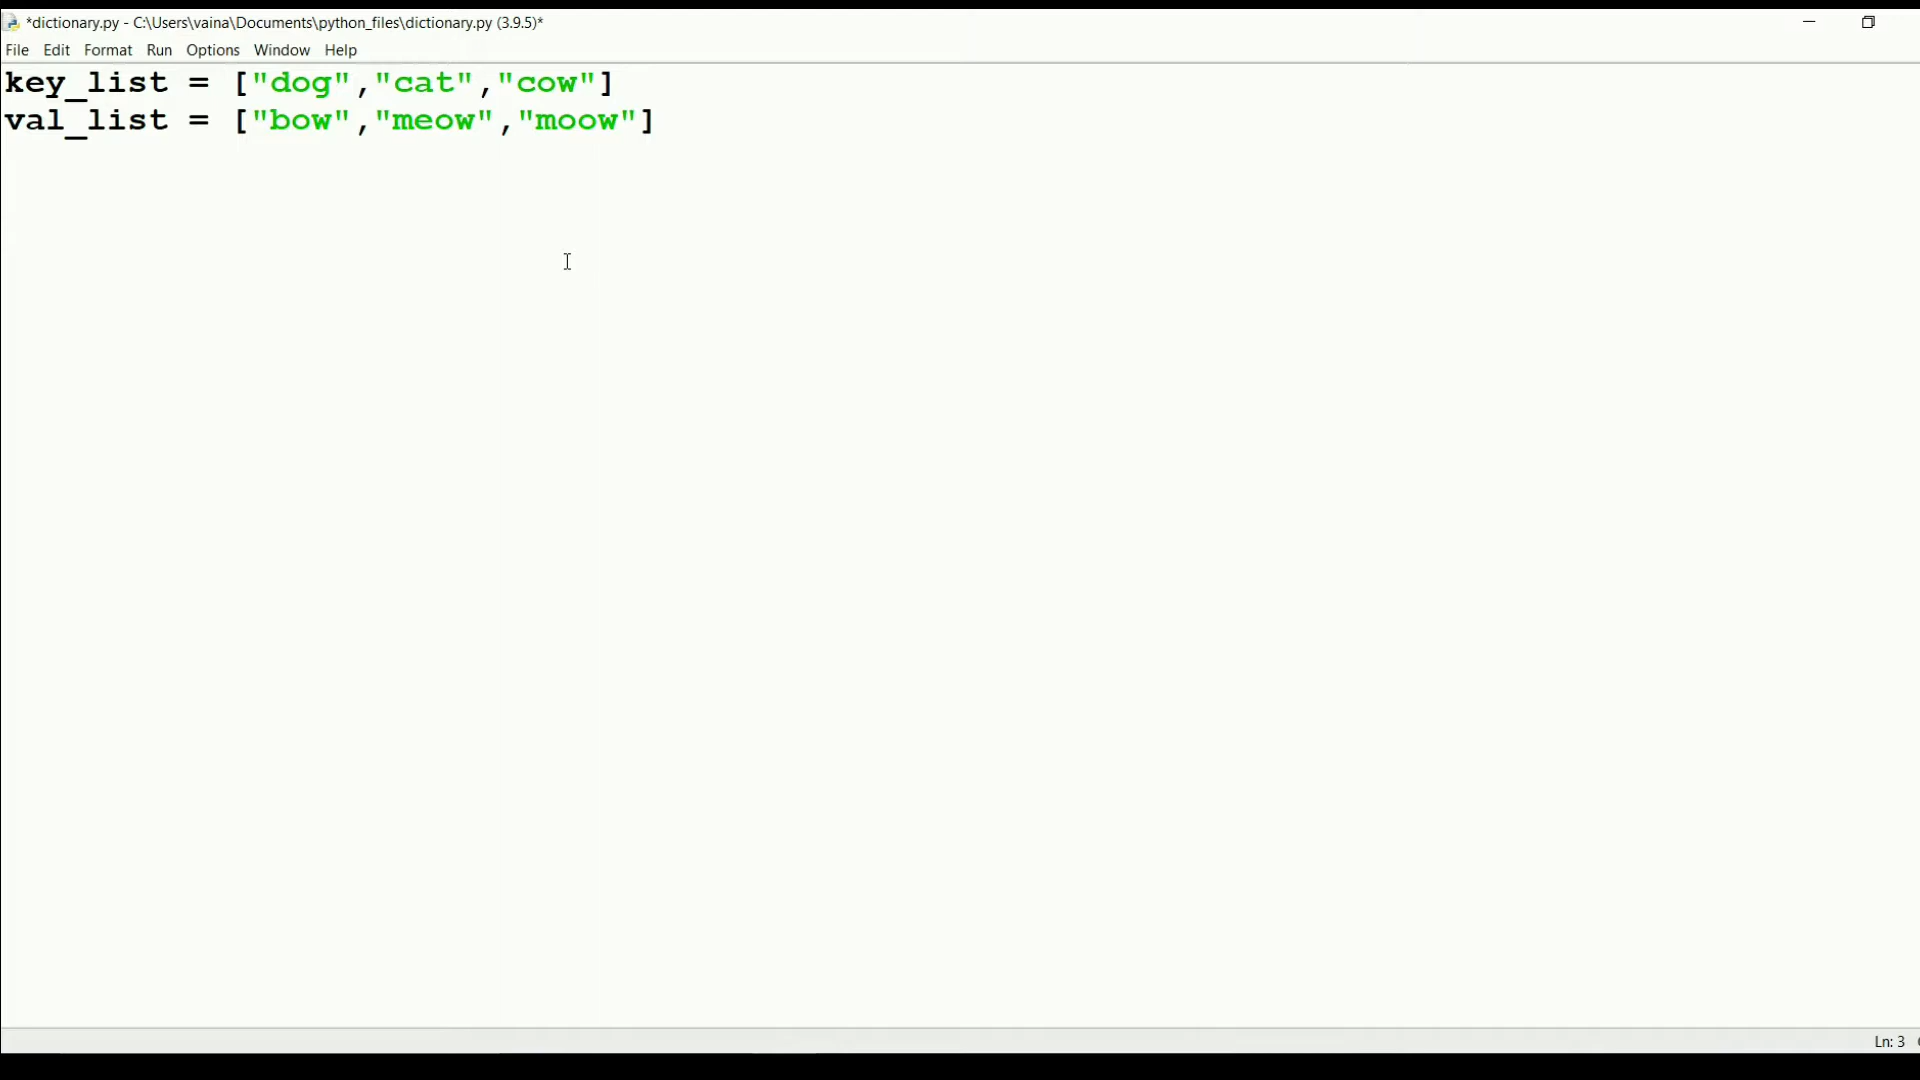 *dictionary.py - C:\Users\vaina\Documents\python_files\dictionary.py (3.9.5)*
File Edit Format Run Options Window Help
key_list = ["dog","cat","cow"]
val_list = ["bow","meow","moow"]
Ln: 3